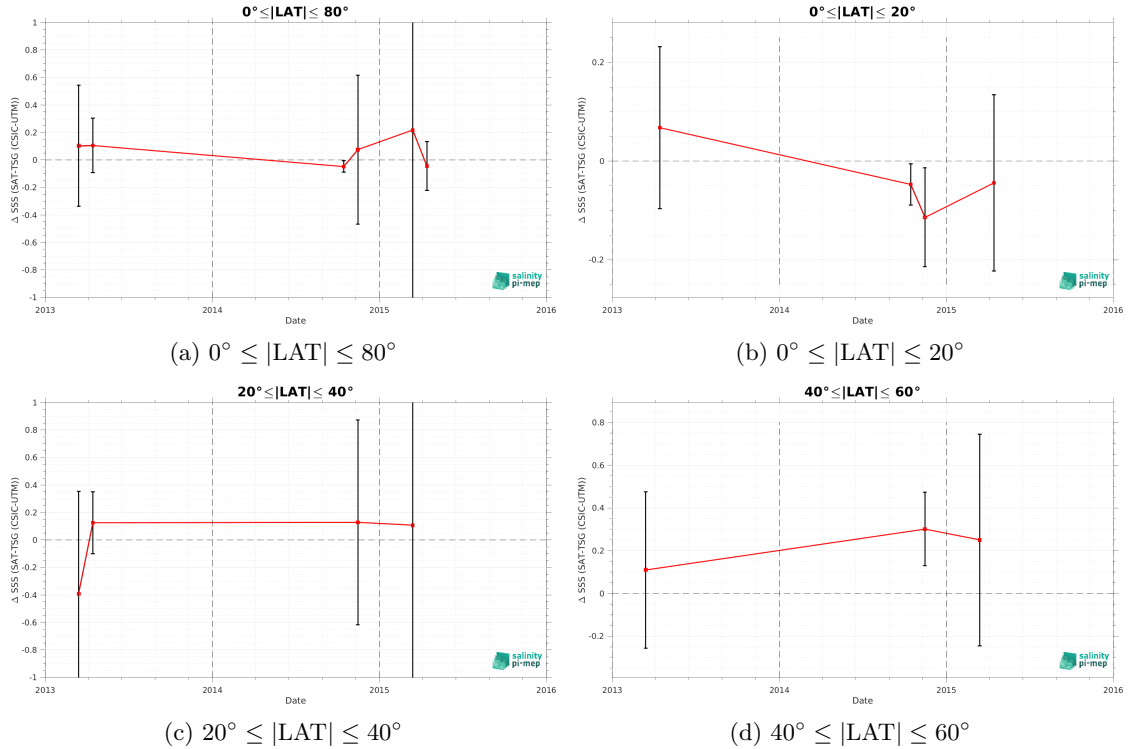 0°≤|LAT|≤ 80°
Δ SSS (SAT-TSG (CSIC-UTM))
1
0.8
0.6
0.4
0.2
0
-0.2
-0.4
-0.6
-0.8
-1
2013
2014
2015
2016
Date
salinity
pi-mep
(a) 0° ≤ |LAT| ≤ 80°
0°≤|LAT|≤ 20°
Δ SSS (SAT-TSG (CSIC-UTM))
0.2
0
-0.2
2013
2014
2015
2016
Date
salinity
pi-mep
(b) 0° ≤ |LAT| ≤ 20°
20°≤|LAT|≤ 40°
Δ SSS (SAT-TSG (CSIC-UTM))
1
0.8
0.6
0.4
0.2
0
-0.2
-0.4
-0.6
-0.8
-1
2013
2014
2015
2016
Date
salinity
pi-mep
(c) 20° ≤ |LAT| ≤ 40°
40°≤|LAT|≤ 60°
Δ SSS (SAT-TSG (CSIC-UTM))
0.8
0.6
0.4
0.2
0
-0.2
2013
2014
2015
2016
Date
salinity
pi-mep
(d) 40° ≤ |LAT| ≤ 60°